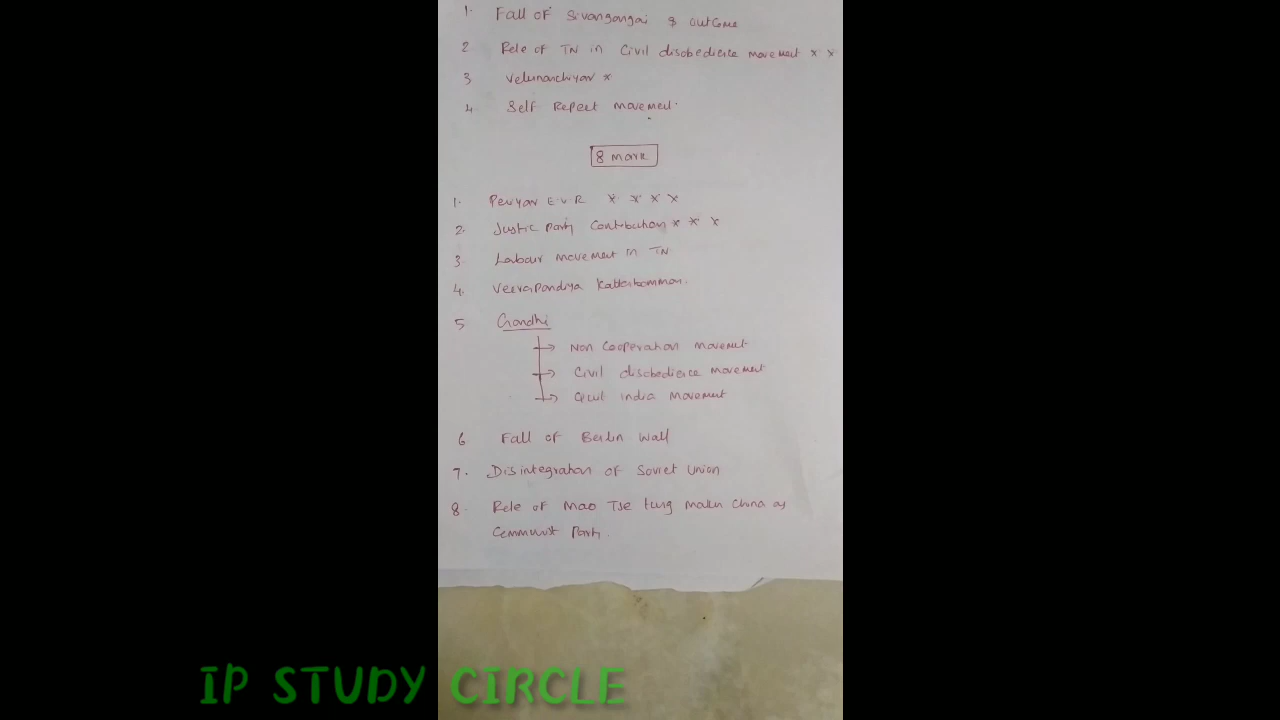 1. Fall of Sivangangai & outCome
2 Role of TN in Civil disobedience movement * *
3 Velunanchiyar *
4 Self Repect movement.
8 mark
1. Periyar E.V.R * * * *
2. Justic Party Contribution * * *
3 Labour movement in TN
4. Veerapandiya Kattabomman.
5 Gandhi
→ Non Cooperation movement
→ Civil disobedience movement
→ Quit india movement
6 Fall of Berlin Wall
7. Disintegration of Soviet Union
8. Role of Mao Tse tung China as
Communist Party.
IP STUDY CIRCLE